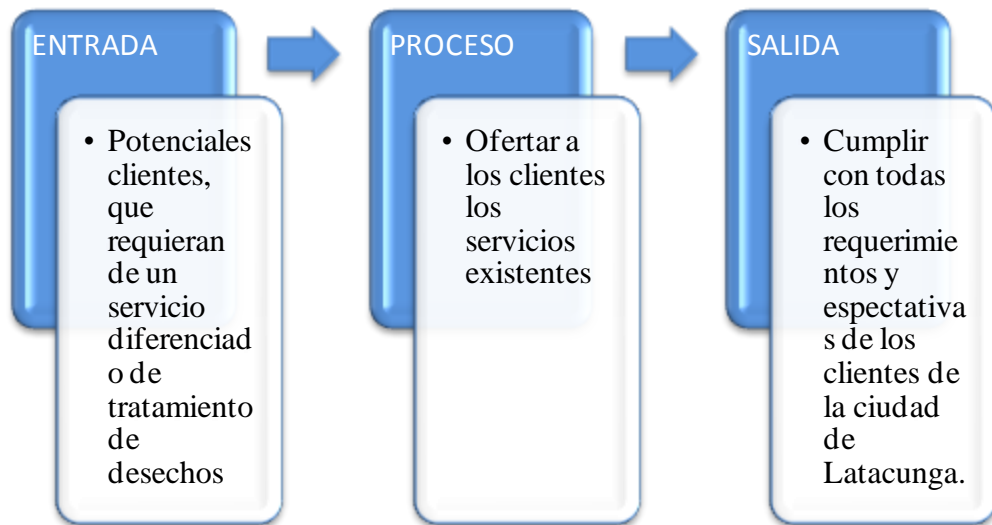 ENTRADA
• Potenciales
clientes,
que
requieran
de un
servicio
diferenciad
o de
tratamiento
de
desechos
PROCESO
• Ofertar a
los clientes
los
servicios
existentes
SALIDA
• Cumplir
con todas
los
requerimie
ntos y
espectativa
s de los
clientes de
la ciudad
de
Latacunga.